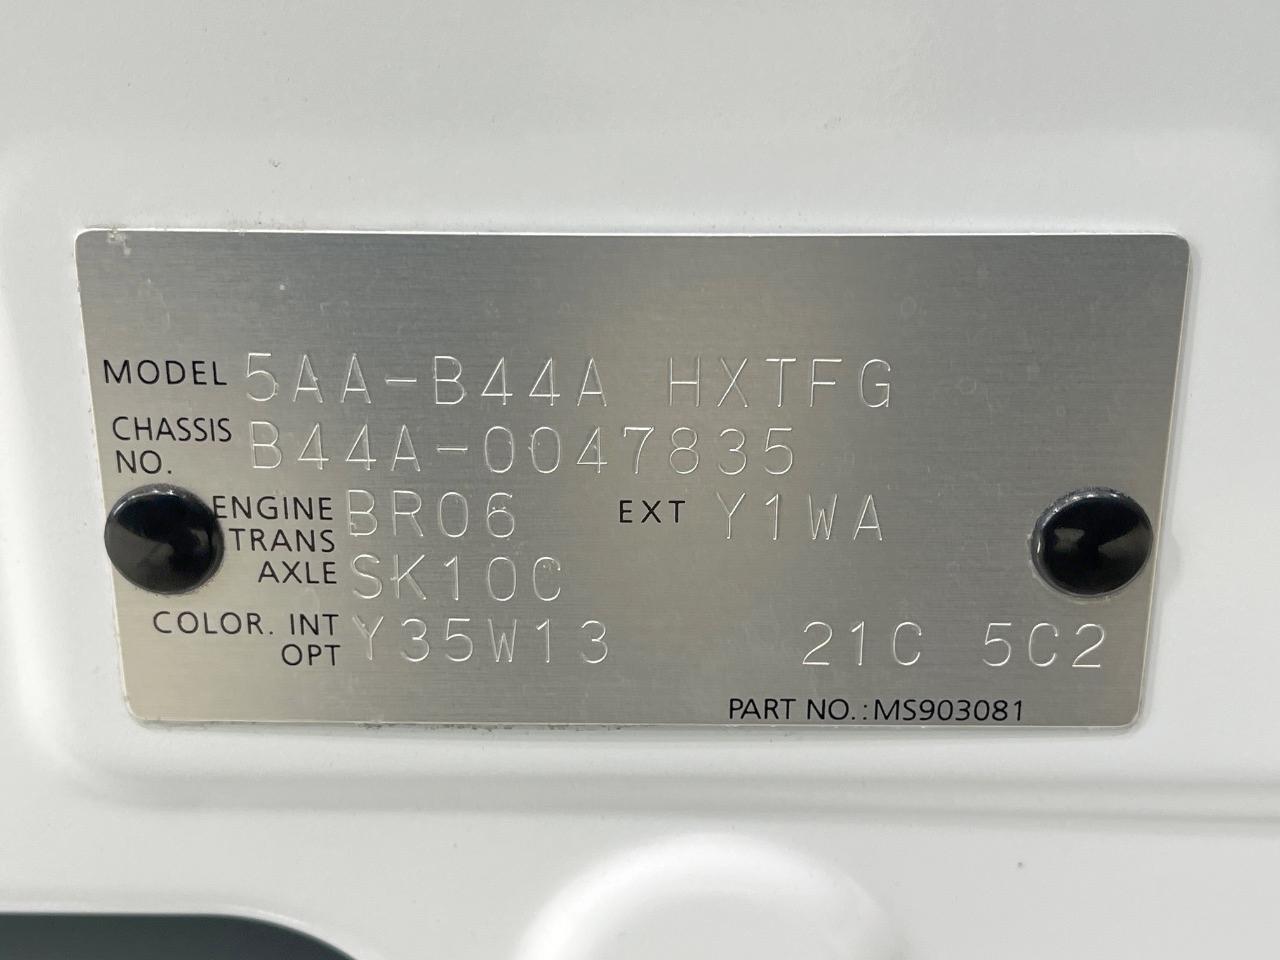 MODEL 5AA-B44A HXTFG
CHASSIS NO. B44A-0047835
ENGINE BR06 EXT Y1WA
TRANS AXLE SK10C
COLOR. INT OPT Y35W13 21C 5C2
PART NO.:MS903081